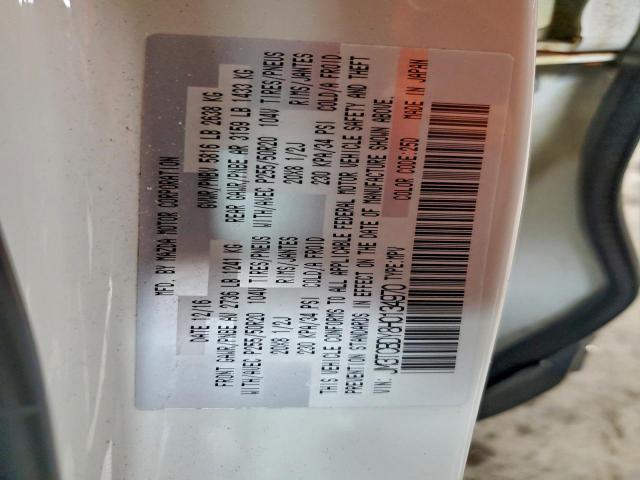 MFD. BY MAZDA MOTOR CORPORATION
DATE: 12/16 GVWR/PNBV 5816 LB 2638 KG
FRONT GAWR/PNBE AV 2736 LB 1241 KG REAR GAWR/PNBE AR 3159 LB 1433 KG
WITH/AVEC P255/50R20 104V TIRES/PNEUS WITH/AVEC P255/50R20 104V TIRES/PNEUS
20X8 1/2J RIMS/JANTES 20X8 1/2J RIMS/JANTES
230 KPA/34 PSI COLD/A FROID 230 KPA/34 PSI COLD/A FROID
THIS VEHICLE CONFORMS TO ALL APPLICABLE FEDERAL MOTOR VEHICLE SAFETY AND THEFT
PREVENTION STANDARDS IN EFFECT ON THE DATE OF MANUFACTURE SHOWN ABOVE.
VIN: TYPE:MPV COLOR CODE:25D MADE IN JAPAN